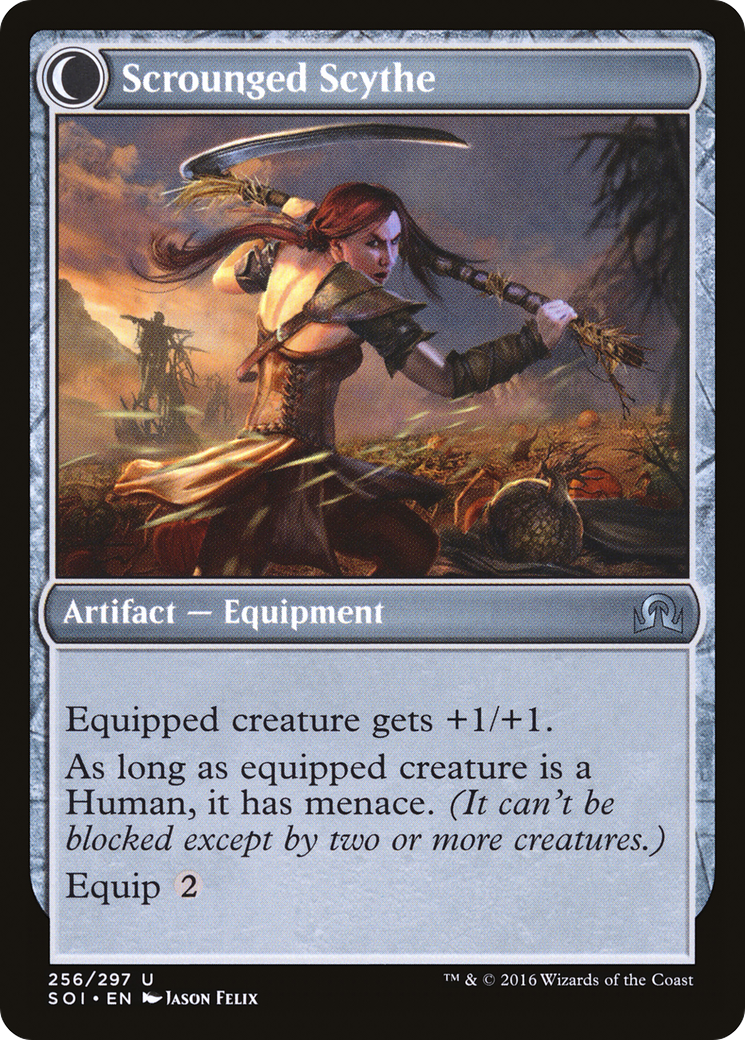 Scrounged Scythe
Artifact — Equipment
Equipped creature gets +1/+1.
As long as equipped creature is a
Human, it has menace. (It can't be
blocked except by two or more creatures.)
Equip 2
256/297 U
SOI • EN Jason Felix
™ & © 2016 Wizards of the Coast